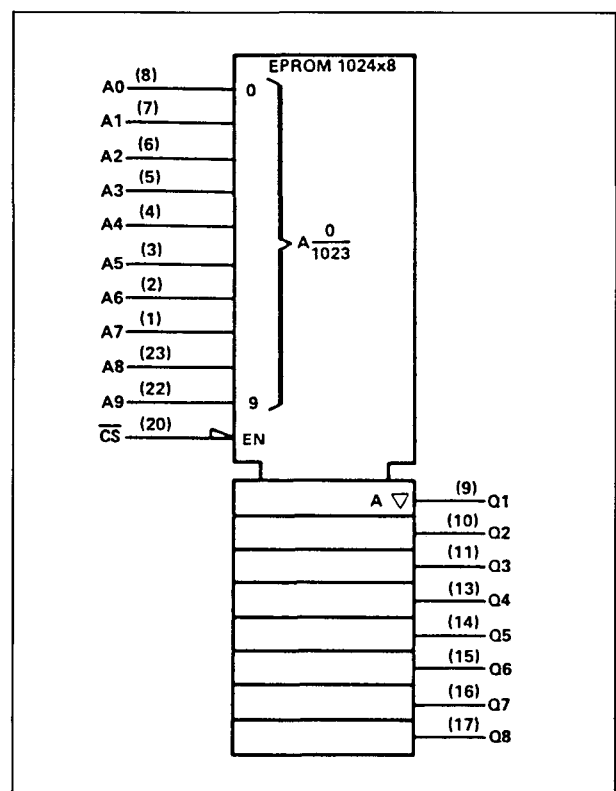 EPROM 1024x8
A0 (8) 0
A1 (7)
A2 (6)
A3 (5)
A4 (4)
A 0/1023
A5 (3)
A6 (2)
A7 (1)
A8 (23)
A9 (22) 9
C̅S̅ (20) EN
A ▽ (9) Q1
(10) Q2
(11) Q3
(13) Q4
(14) Q5
(15) Q6
(16) Q7
(17) Q8